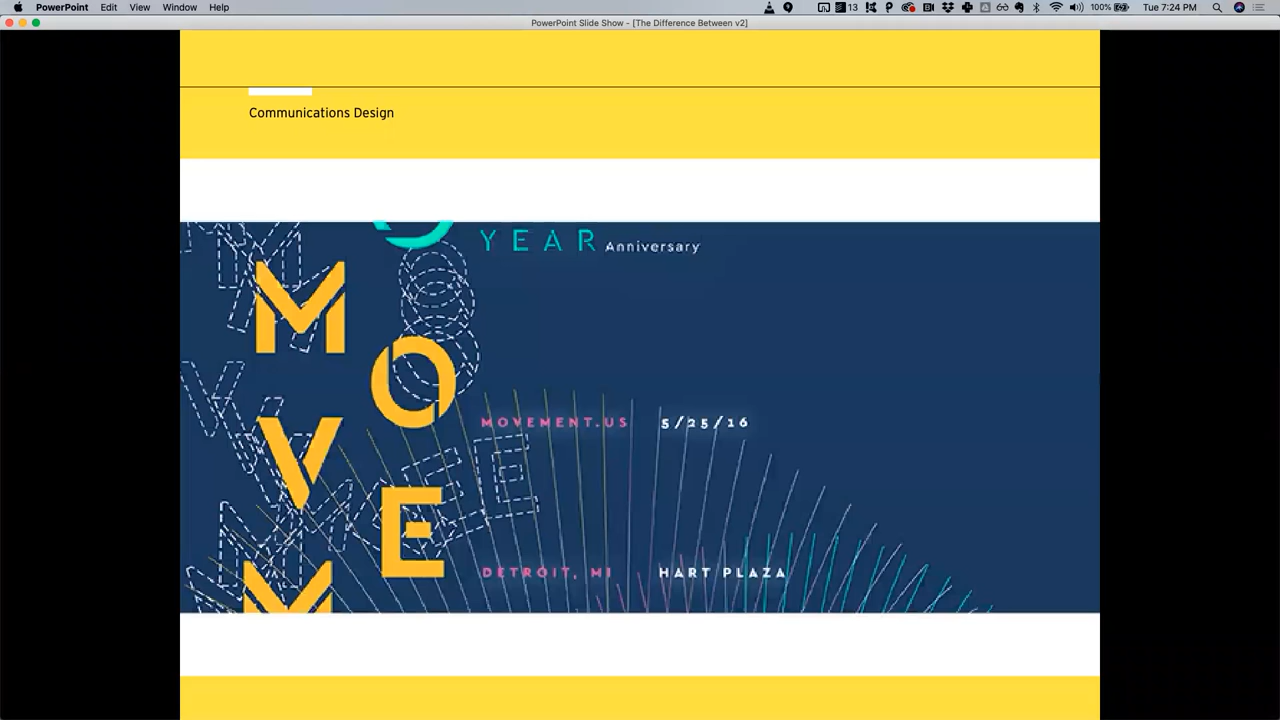 PowerPoint Edit View Window Help 13 100% Tue 7:24 PM
PowerPoint Slide Show - [The Difference Between v2]
Communications Design
YEAR Anniversary
M
O
MOVEMENT.US 5/25/16
V
E
DETROIT, MI HART PLAZA
M